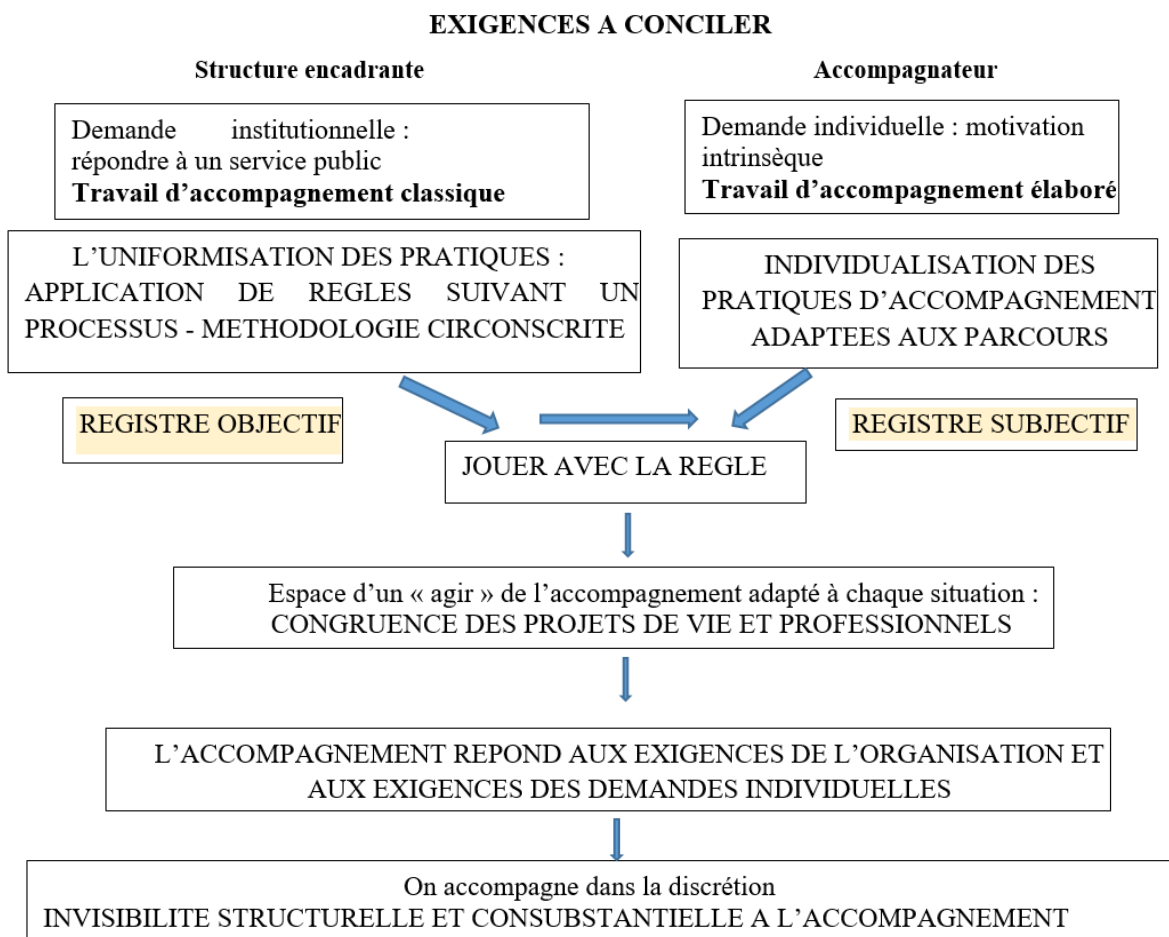 EXIGENCES A CONCILER
Structure encadrante
Accompagnateur
Demande institutionnelle :
répondre à un service public
Travail d’accompagnement classique
Demande individuelle : motivation
intrinsèque
Travail d’accompagnement élaboré
L’UNIFORMISATION DES PRATIQUES :
APPLICATION DE REGLES SUIVANT UN
PROCESSUS - METHODOLOGIE CIRCONSCRITE
INDIVIDUALISATION DES
PRATIQUES D’ACCOMPAGNEMENT
ADAPTEES AUX PARCOURS
REGISTRE OBJECTIF
REGISTRE SUBJECTIF
JOUER AVEC LA REGLE
Espace d’un « agir » de l’accompagnement adapté à chaque situation :
CONGRUENCE DES PROJETS DE VIE ET PROFESSIONNELS
L’ACCOMPAGNEMENT REPOND AUX EXIGENCES DE L’ORGANISATION ET
AUX EXIGENCES DES DEMANDES INDIVIDUELLES
On accompagne dans la discrétion
INVISIBILITE STRUCTURELLE ET CONSUBSTANTIELLE A L’ACCOMPAGNEMENT